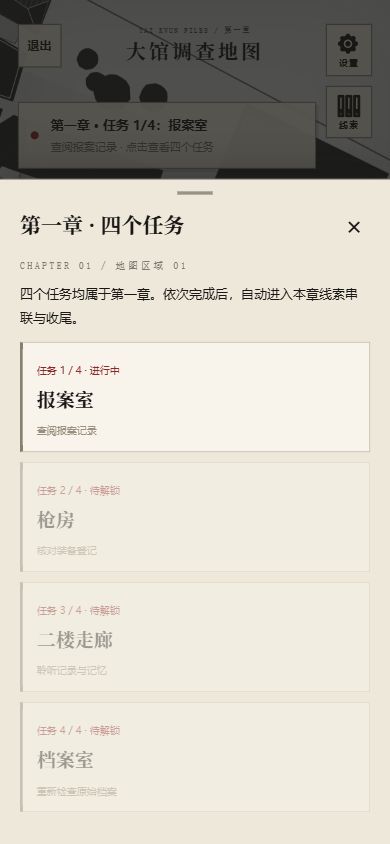 退出
TAI KVUN FILES / 第一章
大馆调查地图
设置
线索
第一章 · 任务 1/4：报案室
查阅报案记录 · 点击查看四个任务
第一章 · 四个任务
×
CHAPTER 01 / 地图区域 01
四个任务均属于第一章。依次完成后，自动进入本章线索串
联与收尾。
任务 1 / 4 · 进行中
报案室
查阅报案记录
任务 2 / 4 · 待解锁
枪房
核对装备登记
任务 3 / 4 · 待解锁
二楼走廊
聆听记录与记忆
任务 4 / 4 · 待解锁
档案室
重新检查原始档案